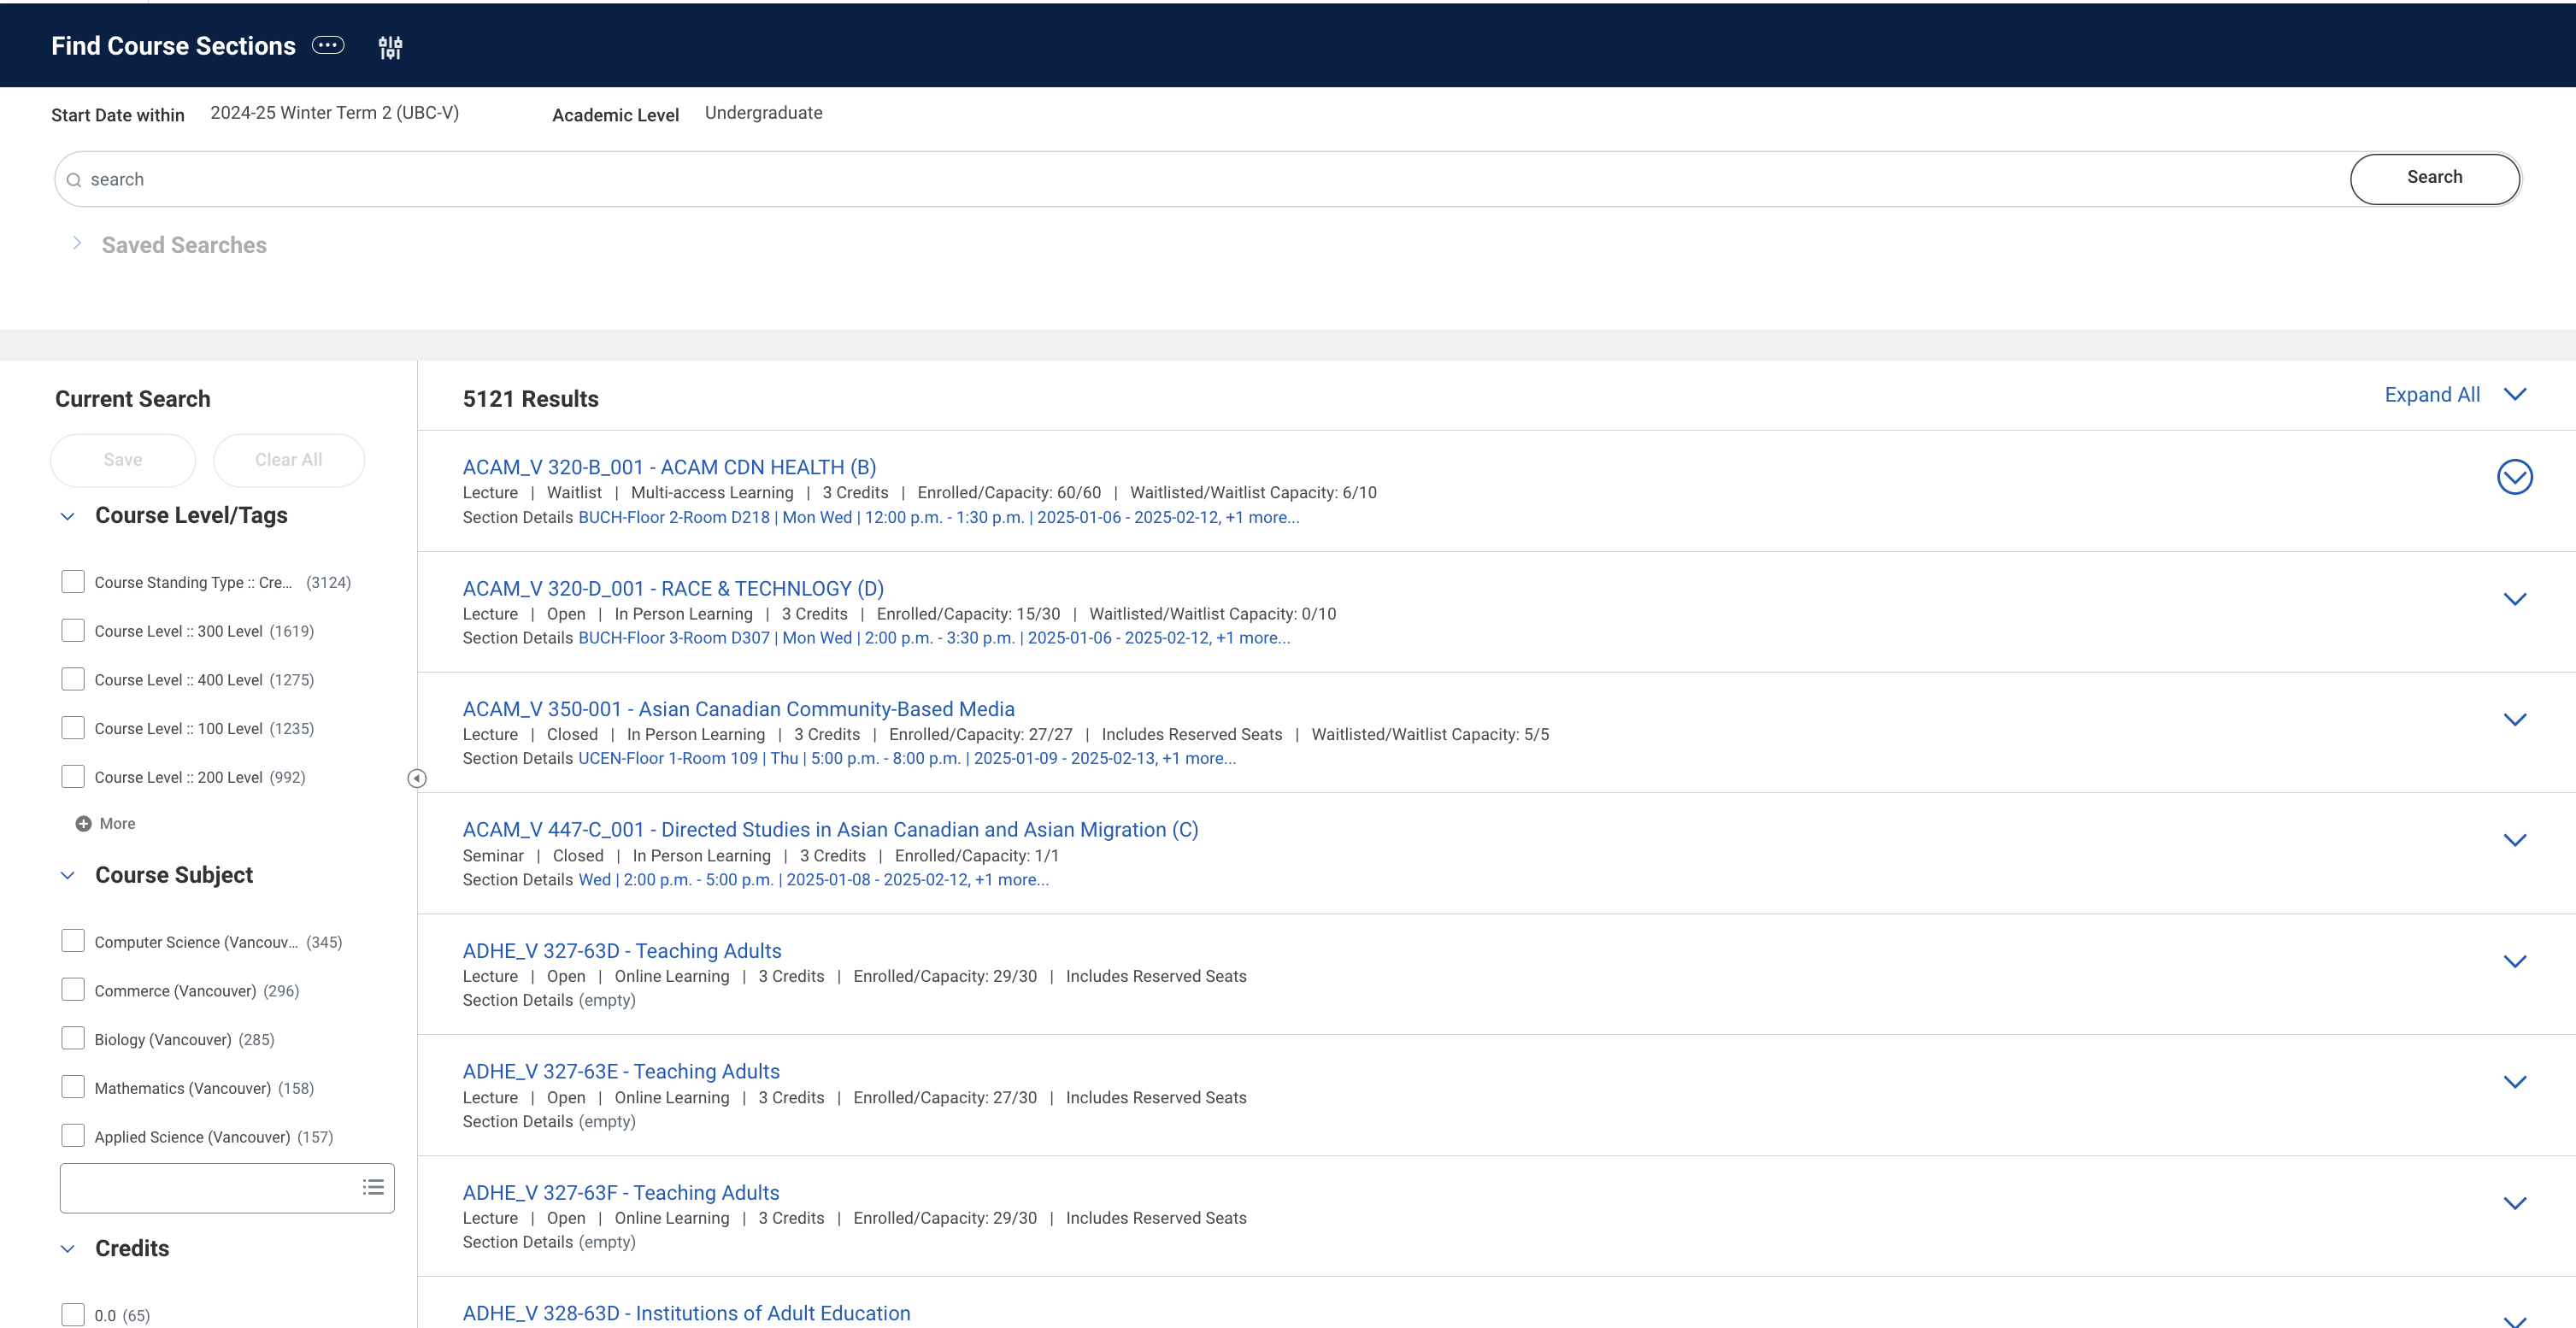 Find Course Sections
Start Date within 2024-25 Winter Term 2 (UBC-V) Academic Level Undergraduate
search Search
Saved Searches
Current Search
Save Clear All
Course Level/Tags
Course Standing Type :: Cre... (3124)
Course Level :: 300 Level (1619)
Course Level :: 400 Level (1275)
Course Level :: 100 Level (1235)
Course Level :: 200 Level (992)
More
Course Subject
Computer Science (Vancouv... (345)
Commerce (Vancouver) (296)
Biology (Vancouver) (285)
Mathematics (Vancouver) (158)
Applied Science (Vancouver) (157)
Credits
0.0 (65)
5121 Results Expand All
ACAM_V 320-B_001 - ACAM CDN HEALTH (B)
Lecture | Waitlist | Multi-access Learning | 3 Credits | Enrolled/Capacity: 60/60 | Waitlisted/Waitlist Capacity: 6/10
Section Details BUCH-Floor 2-Room D218 | Mon Wed | 12:00 p.m. - 1:30 p.m. | 2025-01-06 - 2025-02-12, +1 more...
ACAM_V 320-D_001 - RACE & TECHNLOGY (D)
Lecture | Open | In Person Learning | 3 Credits | Enrolled/Capacity: 15/30 | Waitlisted/Waitlist Capacity: 0/10
Section Details BUCH-Floor 3-Room D307 | Mon Wed | 2:00 p.m. - 3:30 p.m. | 2025-01-06 - 2025-02-12, +1 more...
ACAM_V 350-001 - Asian Canadian Community-Based Media
Lecture | Closed | In Person Learning | 3 Credits | Enrolled/Capacity: 27/27 | Includes Reserved Seats | Waitlisted/Waitlist Capacity: 5/5
Section Details UCEN-Floor 1-Room 109 | Thu | 5:00 p.m. - 8:00 p.m. | 2025-01-09 - 2025-02-13, +1 more...
ACAM_V 447-C_001 - Directed Studies in Asian Canadian and Asian Migration (C)
Seminar | Closed | In Person Learning | 3 Credits | Enrolled/Capacity: 1/1
Section Details Wed | 2:00 p.m. - 5:00 p.m. | 2025-01-08 - 2025-02-12, +1 more...
ADHE_V 327-63D - Teaching Adults
Lecture | Open | Online Learning | 3 Credits | Enrolled/Capacity: 29/30 | Includes Reserved Seats
Section Details (empty)
ADHE_V 327-63E - Teaching Adults
Lecture | Open | Online Learning | 3 Credits | Enrolled/Capacity: 27/30 | Includes Reserved Seats
Section Details (empty)
ADHE_V 327-63F - Teaching Adults
Lecture | Open | Online Learning | 3 Credits | Enrolled/Capacity: 29/30 | Includes Reserved Seats
Section Details (empty)
ADHE_V 328-63D - Institutions of Adult Education